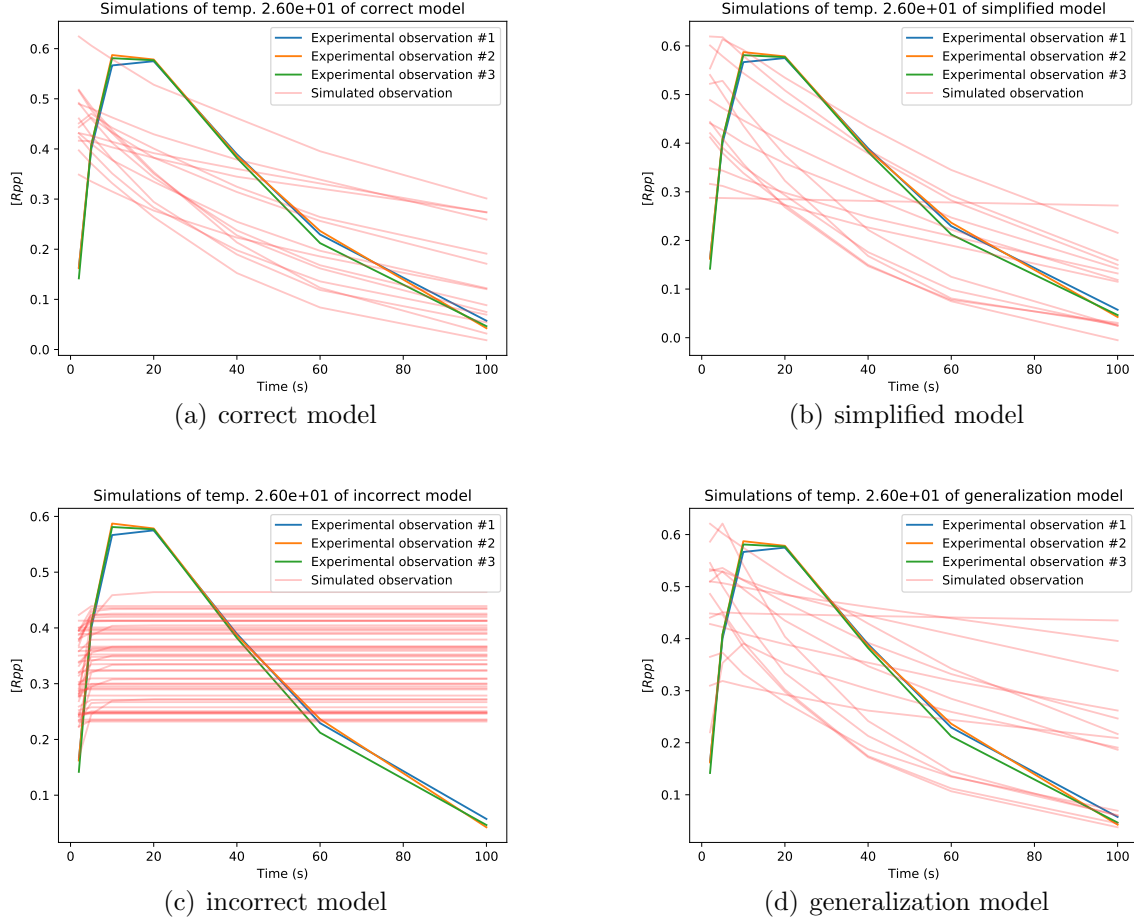 Simulations of temp. 2.60e+01 of correct model
Experimental observation #1
Experimental observation #2
Experimental observation #3
Simulated observation
[Rpp]
0.6
0.5
0.4
0.3
0.2
0.1
0.0
0 20 40 60 80 100
Time (s)
(a) correct model
Simulations of temp. 2.60e+01 of simplified model
Experimental observation #1
Experimental observation #2
Experimental observation #3
Simulated observation
[Rpp]
0.6
0.5
0.4
0.3
0.2
0.1
0.0
0 20 40 60 80 100
Time (s)
(b) simplified model
Simulations of temp. 2.60e+01 of incorrect model
Experimental observation #1
Experimental observation #2
Experimental observation #3
Simulated observation
[Rpp]
0.6
0.5
0.4
0.3
0.2
0.1
0 20 40 60 80 100
Time (s)
(c) incorrect model
Simulations of temp. 2.60e+01 of generalization model
Experimental observation #1
Experimental observation #2
Experimental observation #3
Simulated observation
[Rpp]
0.6
0.5
0.4
0.3
0.2
0.1
0 20 40 60 80 100
Time (s)
(d) generalization model